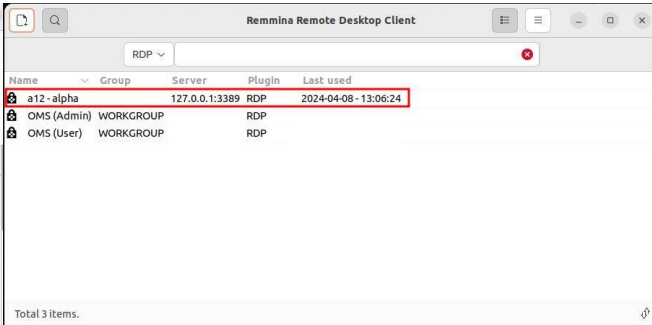 Remmina Remote Desktop Client
RDP
Name Group Server Plugin Last used
a12-alpha 127.0.0.1:3389 RDP 2024-04-08 - 13:06:24
OMS (Admin) WORKGROUP RDP
OMS (User) WORKGROUP RDP
Total 3 items.